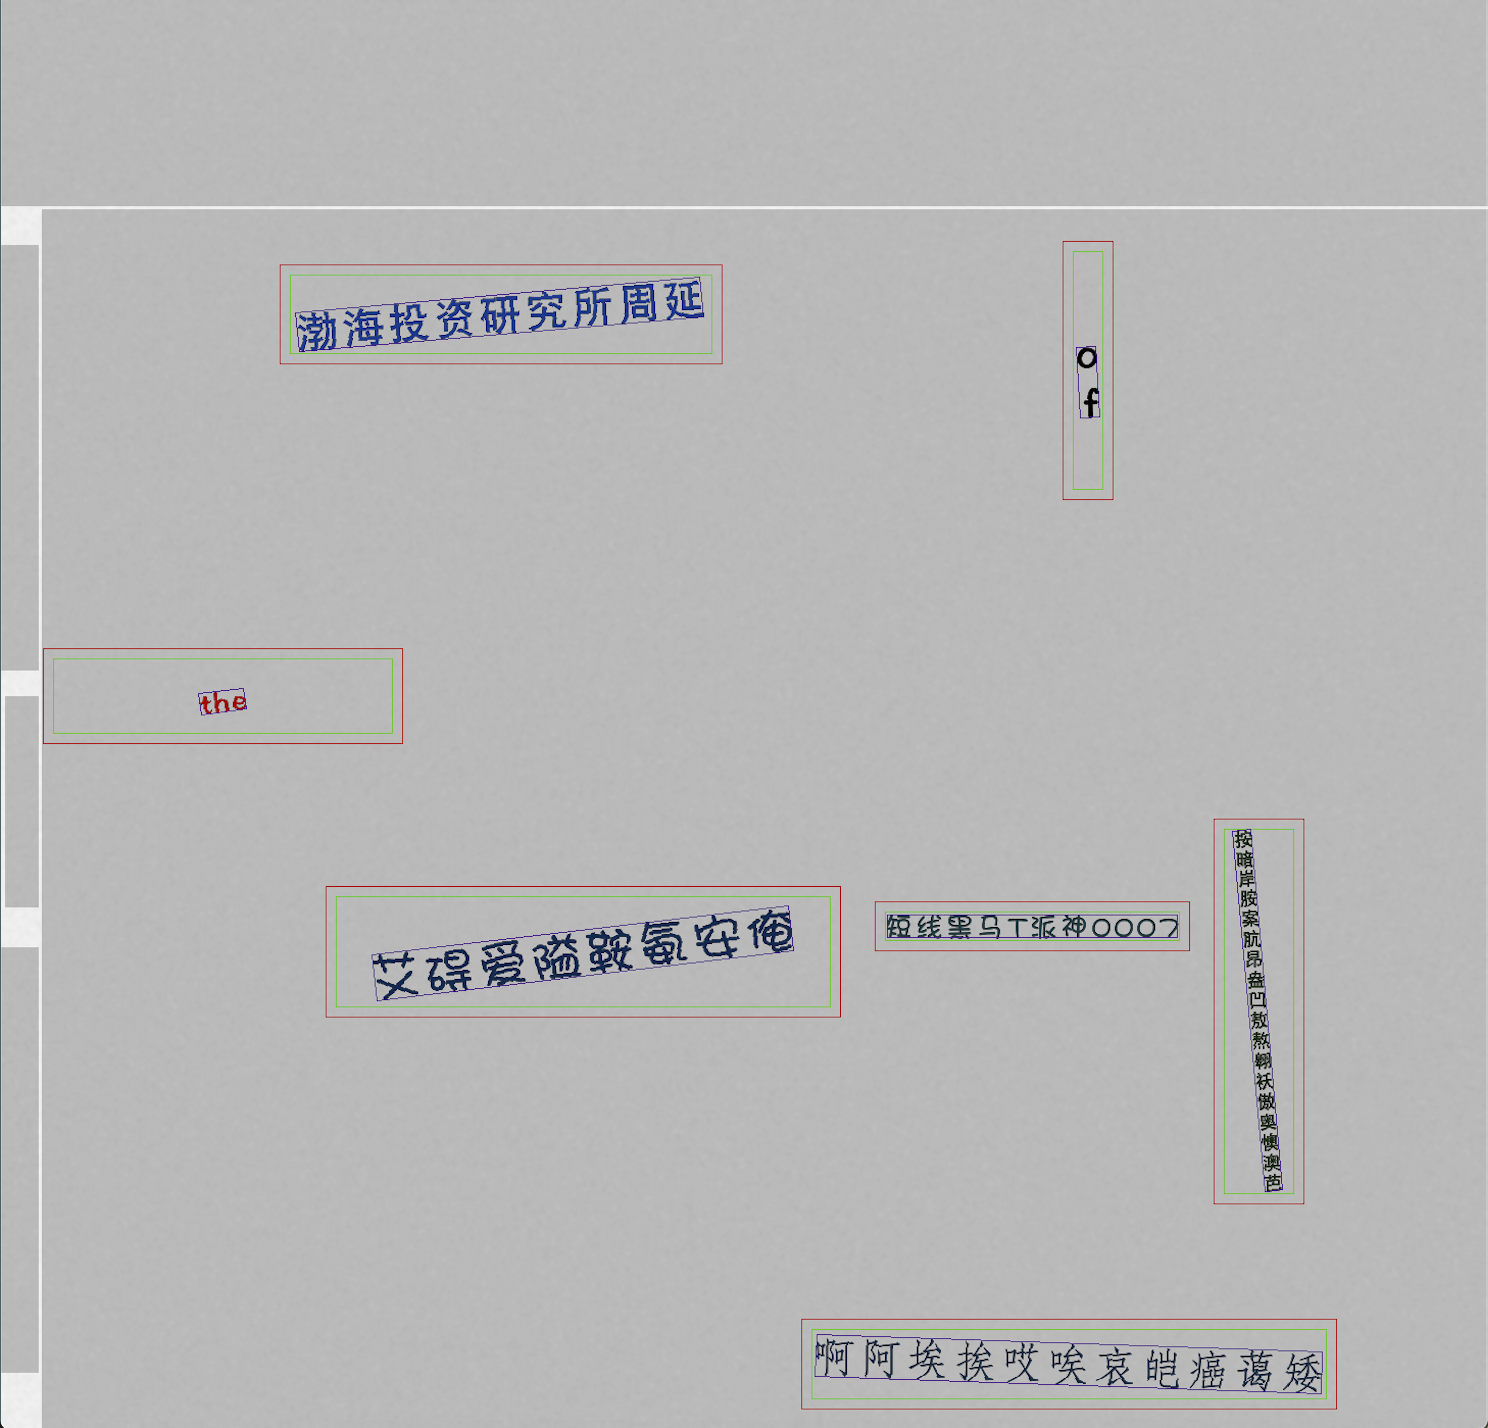 渤海投资研究所周延
of
the
艾碍爱隘鞍氨安俺
短线黑马T派神0007
按暗岸胺案肮昂盎凹敖熬翱袄傲奥懊澳芭
啊阿埃挨哎唉哀皑癌蔼矮